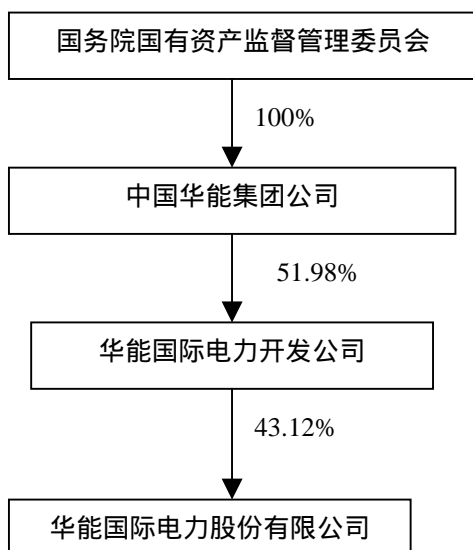 国务院国有资产监督管理委员会
100%
中国华能集团公司
51.98%
华能国际电力开发公司
43.12%
华能国际电力股份有限公司